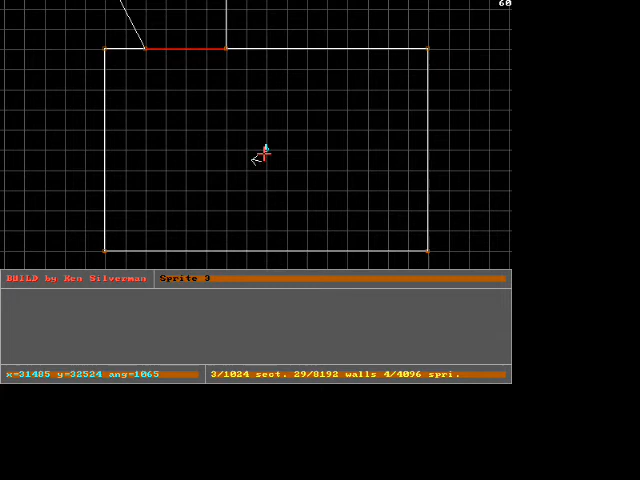 60
BUILD by Ken Silverman Sprite 3
x=31485 y=32524 ang=1065 3/1024 sect. 29/8192 walls 4/4096 spri.